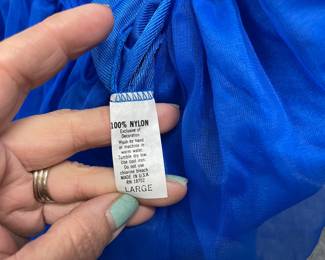 100% NYLON
Exclusive of
Decoration
Wash by hand
or machine in
warm water.
Tumble dry low
Use cool iron.
Do not use
chlorine bleach
MADE IN U.S.A
RN 18752
LARGE